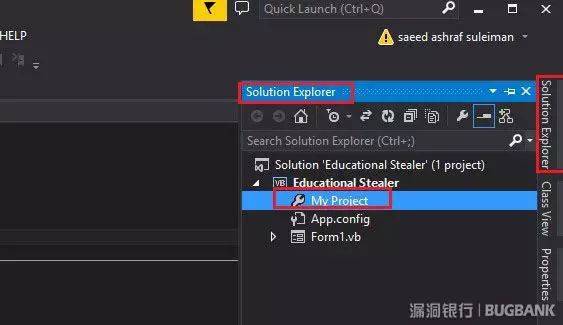 Quick Launch (Ctrl+Q)
HELP
saeed ashraf suleiman
Solution Explorer
Search Solution Explorer (Ctrl+;)
Solution 'Educational Stealer' (1 project)
VB Educational Stealer
My Project
App.config
Form1.vb
Solution Explorer
Class View
Properties
漏洞银行 | BUGBANK